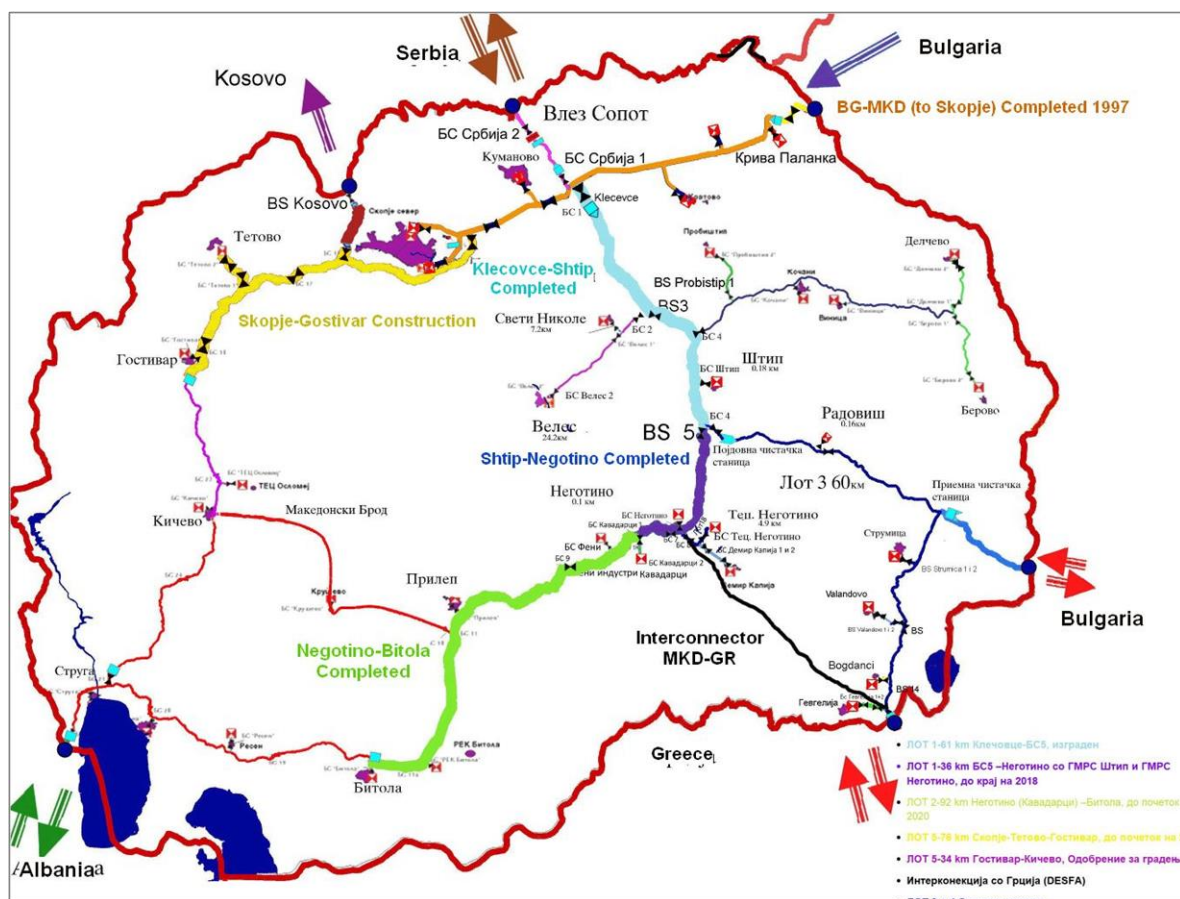 Serbia
Bulgaria
Kosovo
BG-MKD (to Skopje) Completed 1997
Влез Сопот
БС Србија 2
БС Србија 1
Куманово
Крива Паланка
BS Kosovo
Скопје север
БС 1
Klecevce
Тетово
Пробиштип
Делчево
Klecovce-Shtip
Completed
BS Probistip 1
Кочани
Виница
Skopje-Gostivar Construction
Свети Николе
7.2км
BS3
БС 2
БС 4
Гостивар
Штип
0.18 км
БС Штип
БС Велес 2
Берово
Велес
24.2км
BS 5
БС 4
Радовиш
0.16км
Shtip-Negotino Completed
Појдовна чистачка
станица
Лот 3 60км
Приемна чистачка
станица
ТЕЦ Осломеј
Неготино
0.1 км
Кичево
Македонски Брод
БС Неготино
Тец. Неготино
4.9 км
БС Кавадарци 1
БС Тец. Неготино
БС Фени
БС 9
БС Демир Капија 1 и 2
БС Кавадарци 2
Кавадарци
Демир Капија
Струмица
BS Strumica 1 i 2
Прилеп
Крушево
Valandovo
BS Valandovo 1 i 2
BS
Bulgaria
Negotino-Bitola
Completed
Interconnector
MKD-GR
Bogdanci
Струга
Гевгелија
Ресен
РЕК Битола
Битола
Greece
Albania
• ЛОТ 1-61 km Клечовце-БС5, изграден
• ЛОТ 1-36 km БС5 –Неготино со ГМРС Штип и ГМРС
Неготино, до крај на 2018
• ЛОТ 2-92 km Неготино (Кавадарци) –Битола, до почеток
2020
• ЛОТ 5-76 km Скопје-Тетово-Гостивар, до почеток на
• ЛОТ 5-34 km Гостивар-Кичево, Одобрение за градењ
• Интерконекција со Грција (DESFA)